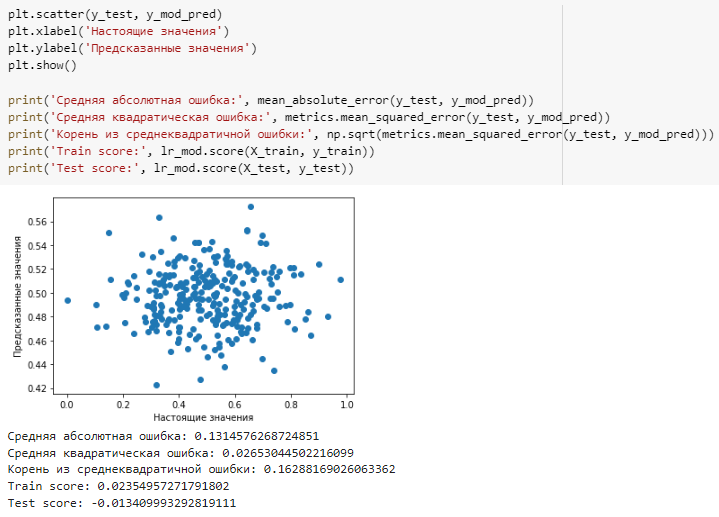 plt.scatter(y_test, y_mod_pred)
plt.xlabel('Настоящие значения')
plt.ylabel('Предсказанные значения')
plt.show()
print('Средняя абсолютная ошибка:', mean_absolute_error(y_test, y_mod_pred))
print('Средняя квадратическая ошибка:', metrics.mean_squared_error(y_test, y_mod_pred))
print('Корень из среднеквадратичной ошибки:', np.sqrt(metrics.mean_squared_error(y_test, y_mod_pred)))
print('Train score:', lr_mod.score(X_train, y_train))
print('Test score:', lr_mod.score(X_test, y_test))
Предсказанные значения
0.56
0.54
0.52
0.50
0.48
0.46
0.44
0.42
0.0 0.2 0.4 0.6 0.8 1.0
Настоящие значения
Средняя абсолютная ошибка: 0.1314576268724851
Средняя квадратическая ошибка: 0.02653044502216099
Корень из среднеквадратичной ошибки: 0.16288169026063362
Train score: 0.02354957271791802
Test score: -0.013409993292819111